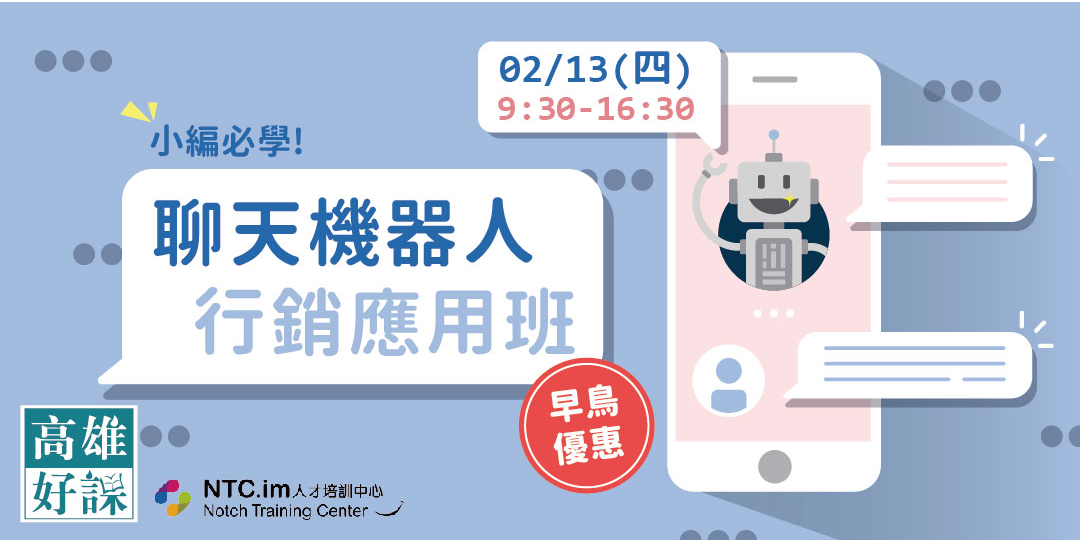 02/13(四)
9:30-16:30
小編必學!
聊天機器人
行銷應用班
早鳥
優惠
高雄
好課
NTC.im人才培訓中心
Notch Training Center